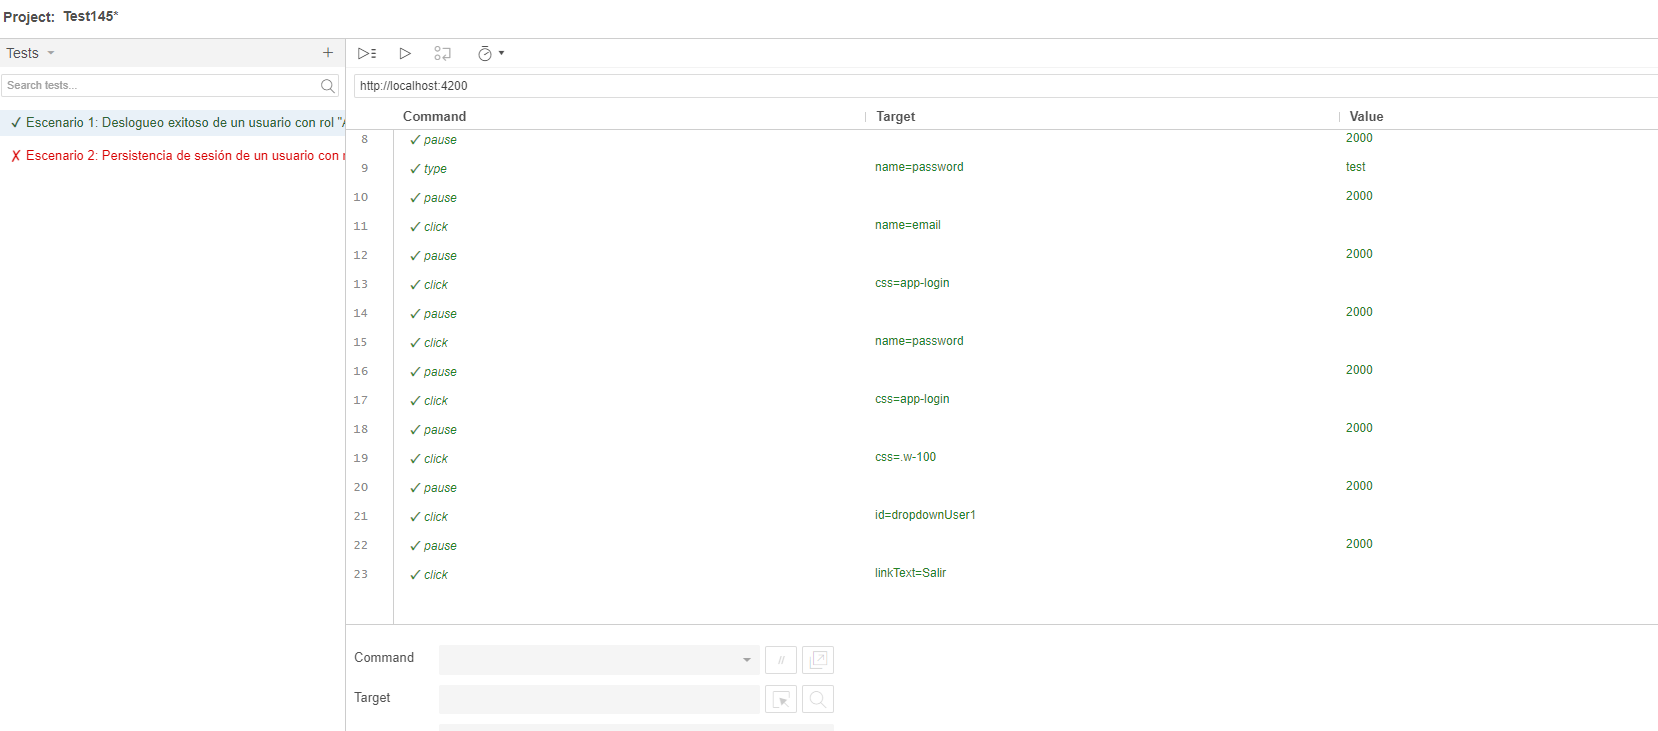 Project: Test145*
Tests
Search tests...
✓ Escenario 1: Deslogueo exitoso de un usuario con rol "A
✗ Escenario 2: Persistencia de sesión de un usuario con r
http://localhost:4200
Command Target Value
8 ✓ pause 2000
9 ✓ type name=password test
10 ✓ pause 2000
11 ✓ click name=email
12 ✓ pause 2000
13 ✓ click css=app-login
14 ✓ pause 2000
15 ✓ click name=password
16 ✓ pause 2000
17 ✓ click css=app-login
18 ✓ pause 2000
19 ✓ click css=.w-100
20 ✓ pause 2000
21 ✓ click id=dropdownUser1
22 ✓ pause 2000
23 ✓ click linkText=Salir
Command //
Target